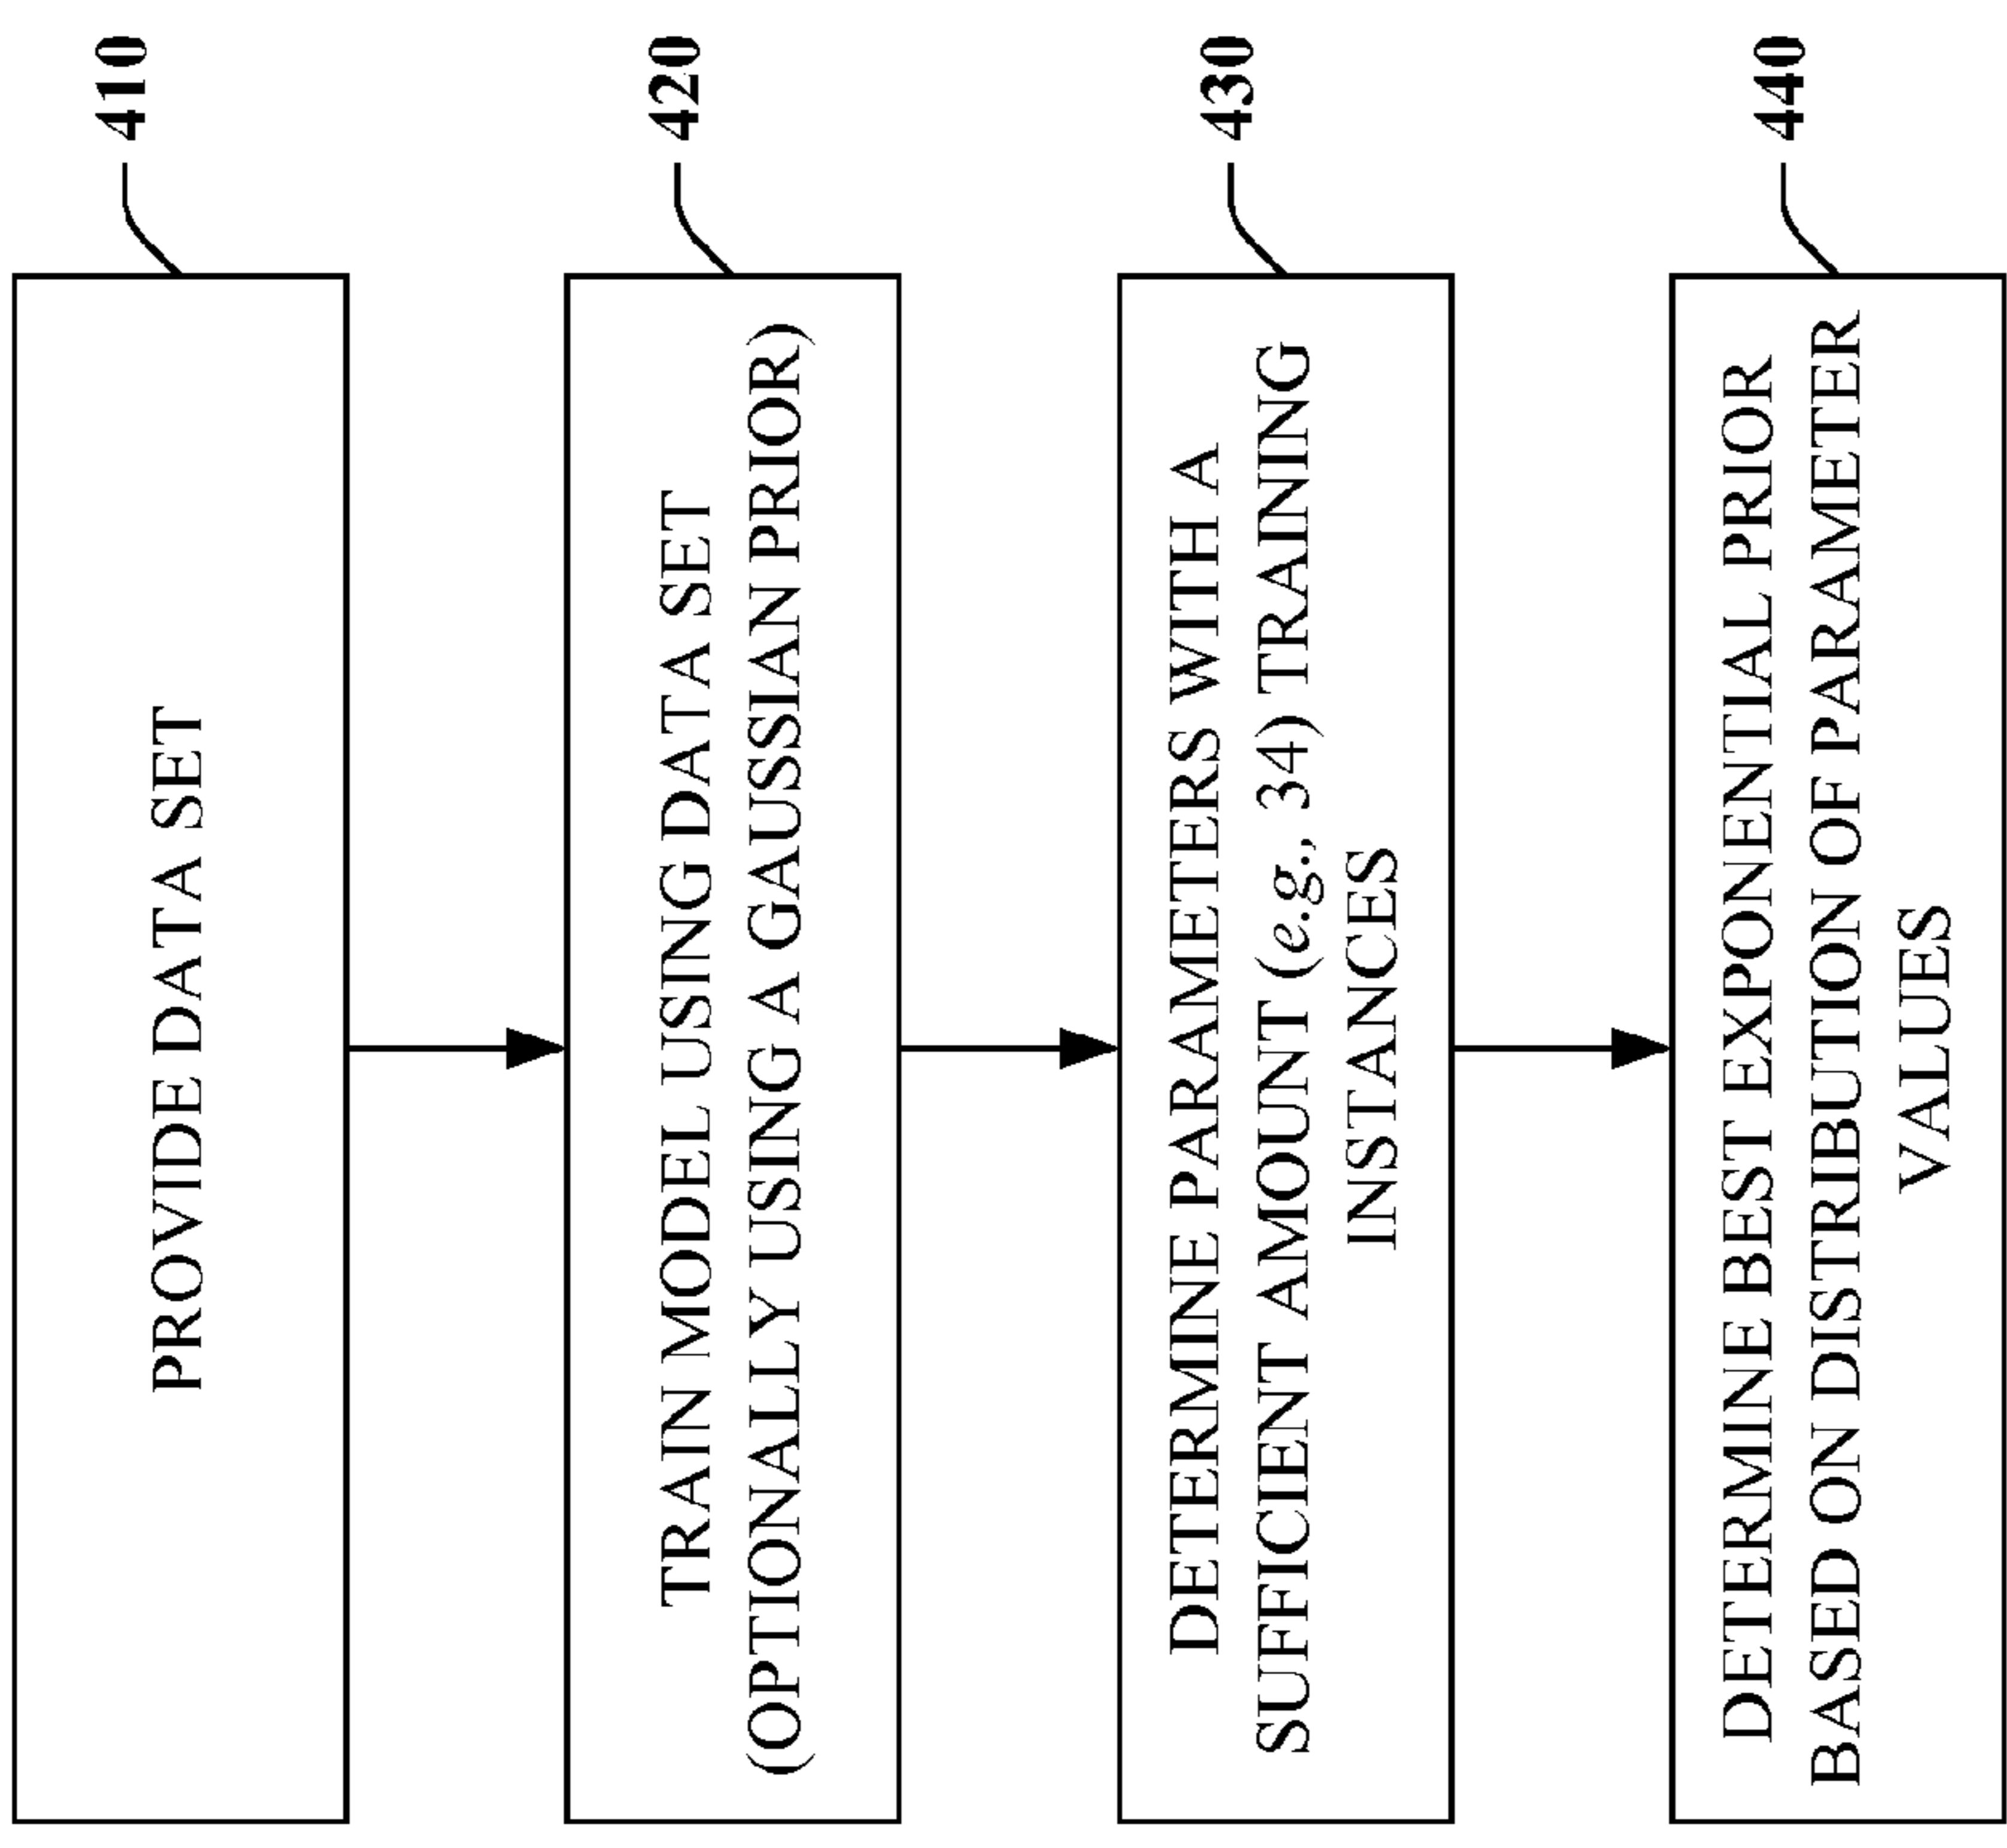 410
PROVIDE DATA SET
420
TRAIN MODEL USING DATA SET
(OPTIONALLY USING A GAUSSIAN PRIOR)
430
DETERMINE PARAMETERS WITH A
SUFFICIENT AMOUNT (e.g., 34) TRAINING
INSTANCES
440
DETERMINE BEST EXPONENTIAL PRIOR
BASED ON DISTRIBUTION OF PARAMETER
VALUES